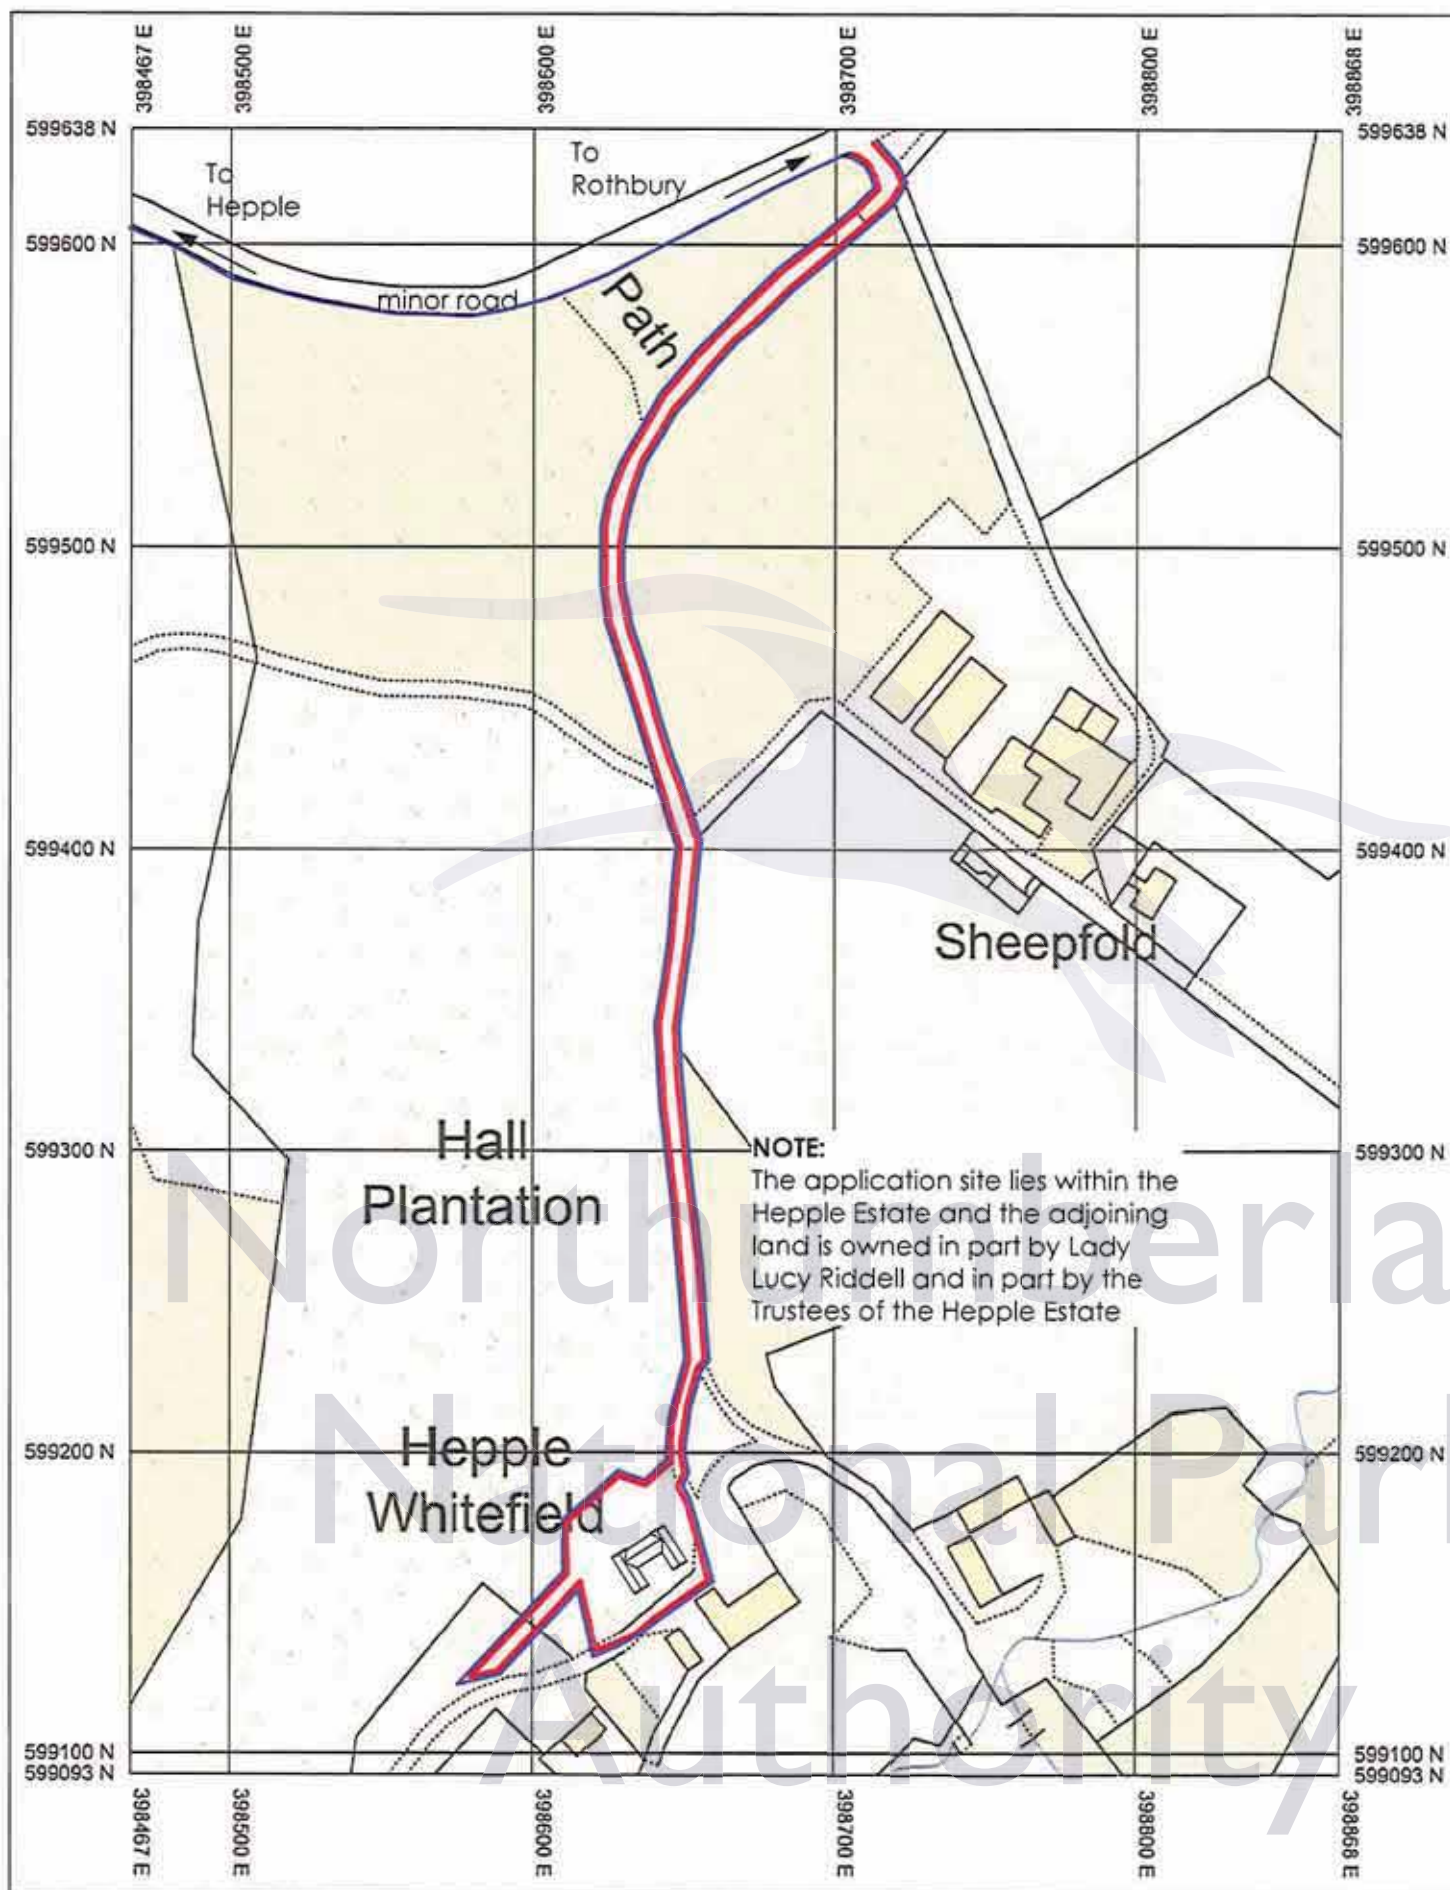 398467 E
398500 E
398600 E
398700 E
398800 E
398868 E
599638 N
599638 N
To
Hepple
To
Rothbury
599600 N
599600 N
minor road
Path
599500 N
599500 N
599400 N
599400 N
Sheepfold
Hall
Plantation
599300 N
599300 N
NOTE:
The application site lies within the
Hepple Estate and the adjoining
land is owned in part by Lady
Lucy Riddell and in part by the
Trustees of the Hepple Estate
Northumberla
National Par
Authority
Hepple
Whitefield
599200 N
599200 N
599100 N
599093 N
599100 N
599093 N
398467 E
398500 E
398600 E
398700 E
398800 E
398868 E